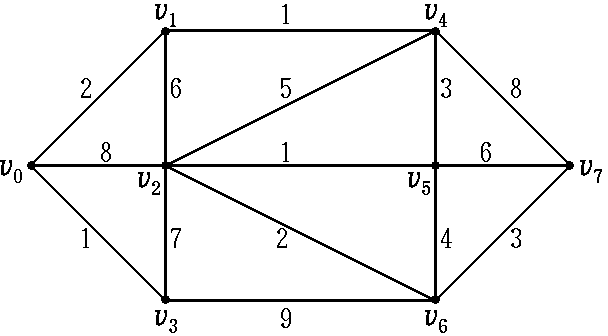 v₁ 1 v₄
2 6 5 3 8
v₀ 8 v₂ 1 v₅ 6 v₇
1 7 2 4 3
v₃ 9 v₆